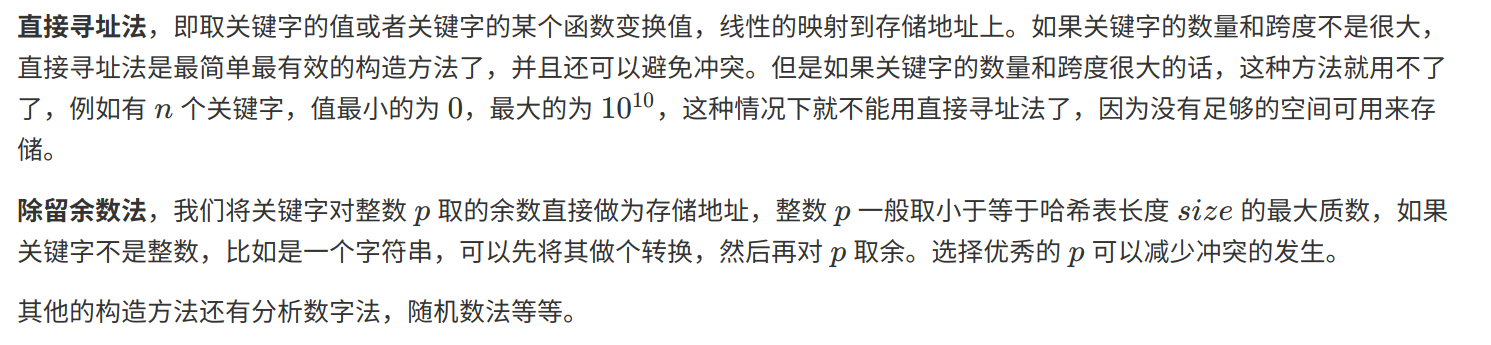 直接寻址法，即取关键字的值或者关键字的某个函数变换值，线性的映射到存储地址上。如果关键字的数量和跨度不是很大，
直接寻址法是最简单最有效的构造方法了，并且还可以避免冲突。但是如果关键字的数量和跨度很大的话，这种方法就用不了
了，例如有 n 个关键字，值最小的为 0，最大的为 10^{10}，这种情况下就不能用直接寻址法了，因为没有足够的空间可用来存
储。
除留余数法，我们将关键字对整数 p 取的余数直接做为存储地址，整数 p 一般取小于等于哈希表长度 size 的最大质数，如果
关键字不是整数，比如是一个字符串，可以先将其做个转换，然后再对 p 取余。选择优秀的 p 可以减少冲突的发生。
其他的构造方法还有分析数字法，随机数法等等。